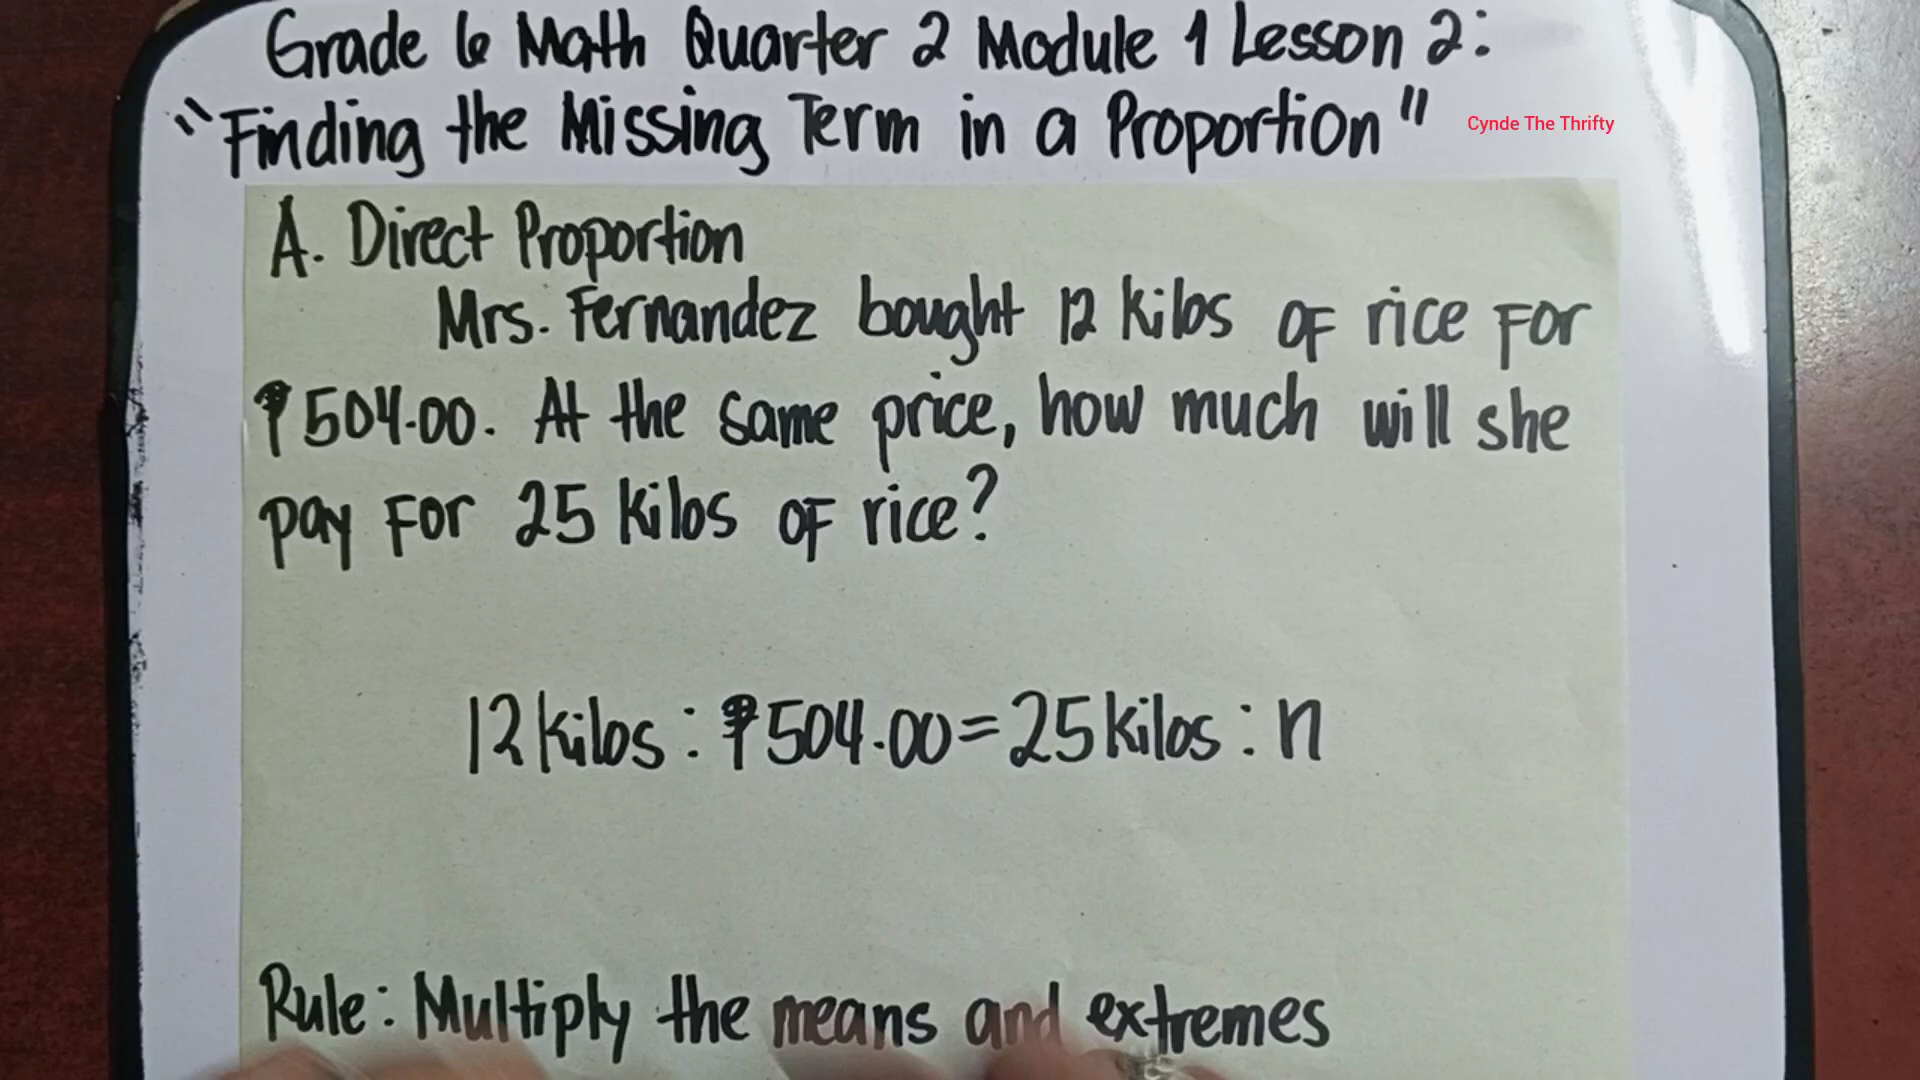 Grade 6 Math Quarter 2 Module 1 Lesson 2:
"Finding the Missing Term in a Proportion"
Cynde The Thrifty
A. Direct Proportion
Mrs. Fernandez bought 12 kilos of rice for
₱504.00. At the same price, how much will she
pay for 25 kilos of rice?
12 kilos : ₱504.00 = 25 kilos : n
Rule: Multiply the means and extremes